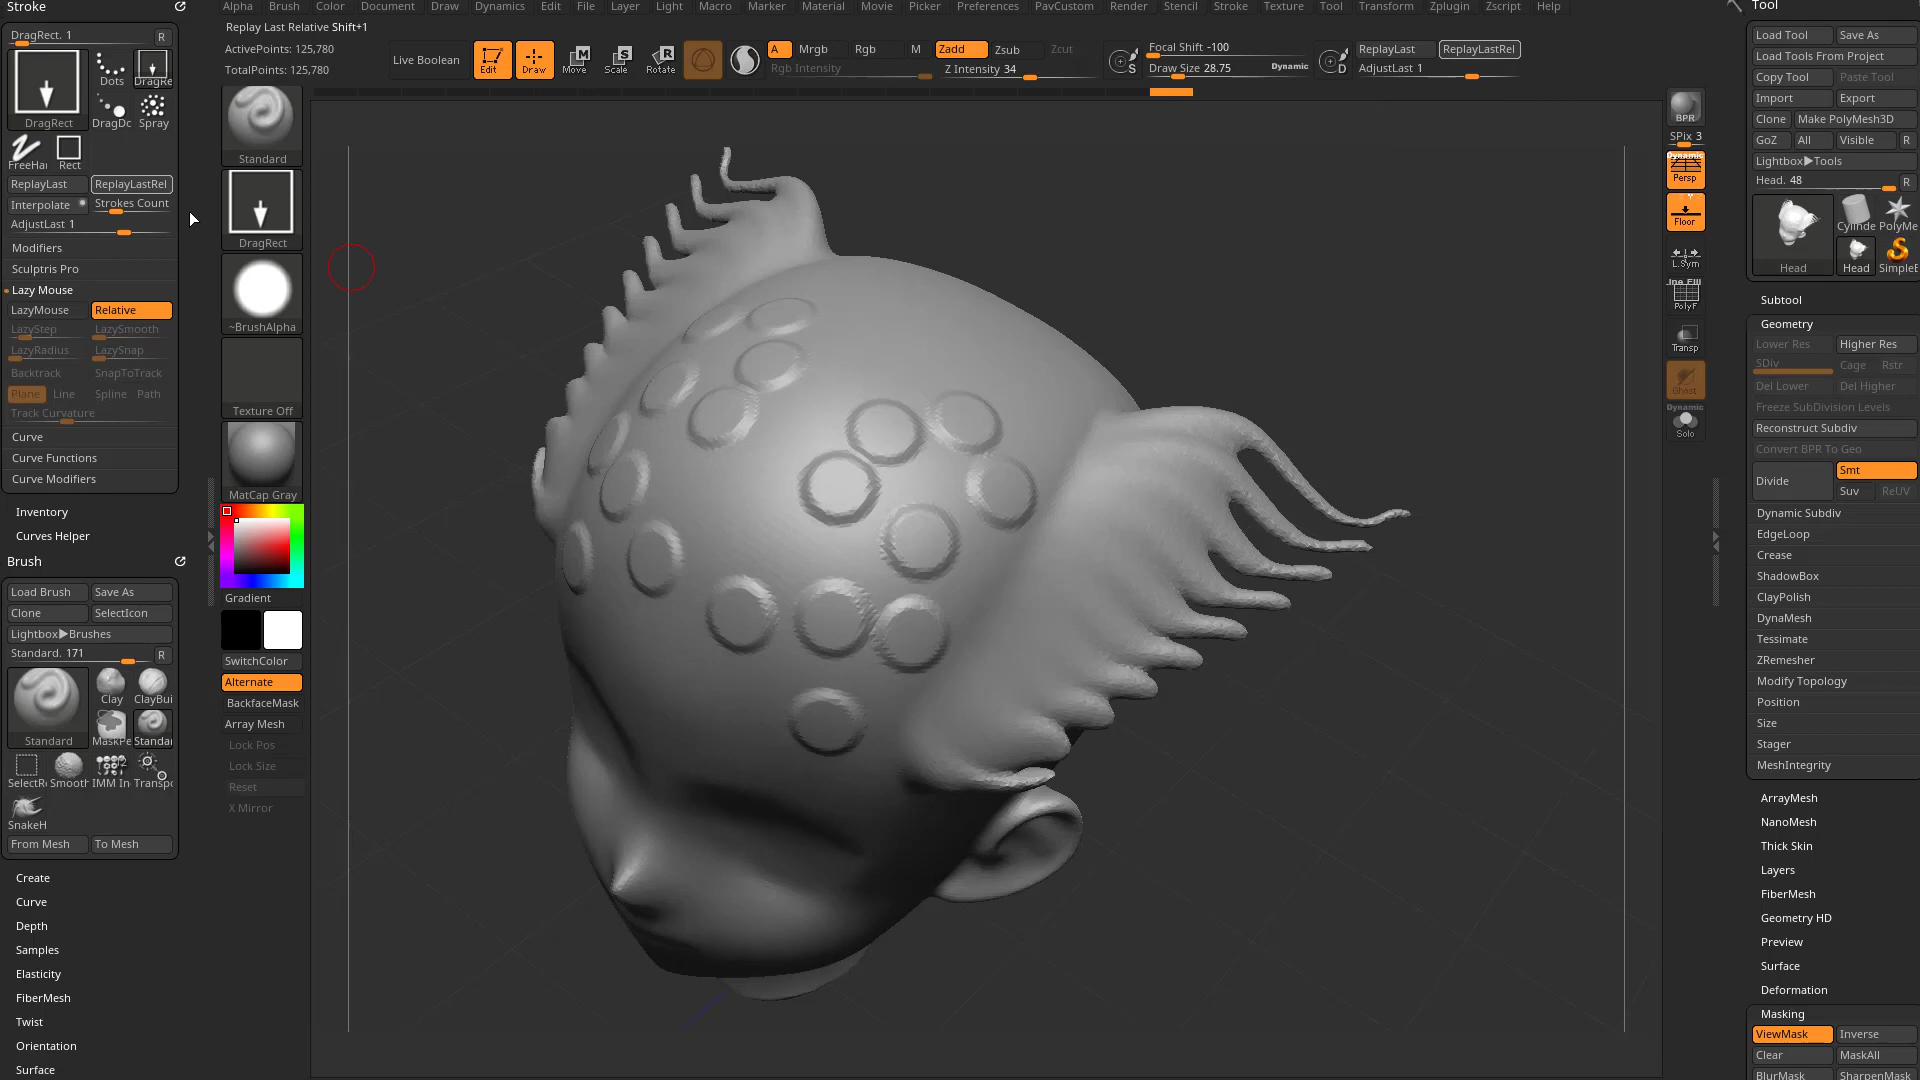 Stroke
Alpha Brush Color Document Draw Dynamics Edit File Layer Light Macro Marker Material Movie Picker Preferences PavCustom Render Stencil Stroke Texture Tool Transform Zplugin Zscript Help
Tool
Replay Last Relative Shift+1
ActivePoints: 125,780
TotalPoints: 125,780
Live Boolean
Edit
Draw
Move
Scale
Rotate
A Mrgb Rgb M Zadd Zsub Zcut
Rgb Intensity Z Intensity 34
S
Focal Shift -100
Draw Size 28.75 Dynamic
D
ReplayLast ReplayLastRel
AdjustLast 1
DragRect. 1 R
DragRect
Dots DragRe
DragDo Spray
FreeHan Rect
ReplayLast ReplayLastRel
Interpolate Strokes Count
AdjustLast 1
Modifiers
Sculptris Pro
Lazy Mouse
LazyMouse Relative
LazyStep LazySmooth
LazyRadius LazySnap
Backtrack SnapToTrack
Plane Line Spline Path
Track Curvature
Curve
Curve Functions
Curve Modifiers
Inventory
Curves Helper
Brush
Load Brush Save As
Clone SelectIcon
Lightbox▶Brushes
Standard. 171 R
Standard
Clay ClayBui
MaskPe Standar
SelectRe Smooth IMM In Transpo
SnakeH
From Mesh To Mesh
Create
Curve
Depth
Samples
Elasticity
FiberMesh
Twist
Orientation
Surface
Standard
DragRect
~BrushAlpha
Texture Off
MatCap Gray
Gradient
SwitchColor
Alternate
BackfaceMask
Array Mesh
Lock Pos
Lock Size
Reset
X Mirror
BPR
SPix 3
Dynamic
Persp
Y
Floor
L.Sym
Line Fill
PolyF
Transp
Ghost
Dynamic
Solo
Load Tool Save As
Load Tools From Project
Copy Tool Paste Tool
Import Export
Clone Make PolyMesh3D
GoZ All Visible R
Lightbox▶Tools
Head. 48 R
Head
Cylinde PolyMe
Head SimpleB
Subtool
Geometry
Lower Res Higher Res
SDiv Cage Rstr
Del Lower Del Higher
Freeze SubDivision Levels
Reconstruct Subdiv
Convert BPR To Geo
Divide Smt
Suv ReUV
Dynamic Subdiv
EdgeLoop
Crease
ShadowBox
ClayPolish
DynaMesh
Tessimate
ZRemesher
Modify Topology
Position
Size
Stager
MeshIntegrity
ArrayMesh
NanoMesh
Thick Skin
Layers
FiberMesh
Geometry HD
Preview
Surface
Deformation
Masking
ViewMask Inverse
Clear MaskAll
BlurMask SharpenMask